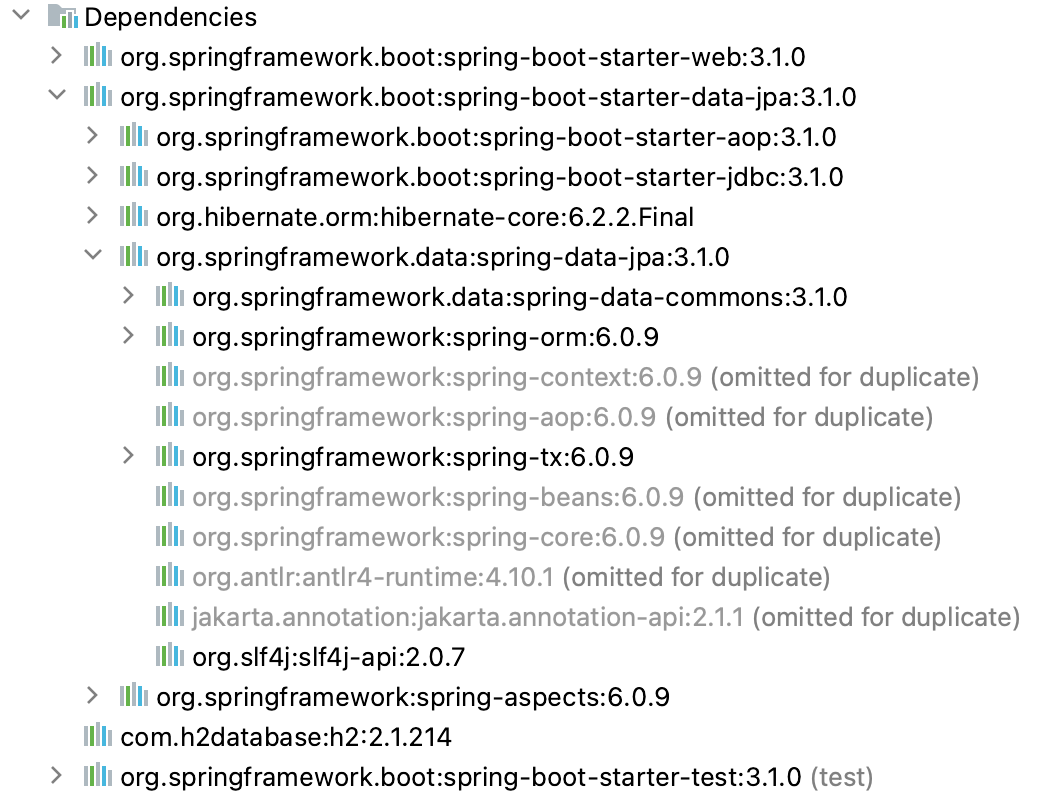 Dependencies
org.springframework.boot:spring-boot-starter-web:3.1.0
org.springframework.boot:spring-boot-starter-data-jpa:3.1.0
org.springframework.boot:spring-boot-starter-aop:3.1.0
org.springframework.boot:spring-boot-starter-jdbc:3.1.0
org.hibernate.orm:hibernate-core:6.2.2.Final
org.springframework.data:spring-data-jpa:3.1.0
org.springframework.data:spring-data-commons:3.1.0
org.springframework:spring-orm:6.0.9
org.springframework:spring-context:6.0.9 (omitted for duplicate)
org.springframework:spring-aop:6.0.9 (omitted for duplicate)
org.springframework:spring-tx:6.0.9
org.springframework:spring-beans:6.0.9 (omitted for duplicate)
org.springframework:spring-core:6.0.9 (omitted for duplicate)
org.antlr:antlr4-runtime:4.10.1 (omitted for duplicate)
jakarta.annotation:jakarta.annotation-api:2.1.1 (omitted for duplicate)
org.slf4j:slf4j-api:2.0.7
org.springframework:spring-aspects:6.0.9
com.h2database:h2:2.1.214
org.springframework.boot:spring-boot-starter-test:3.1.0 (test)